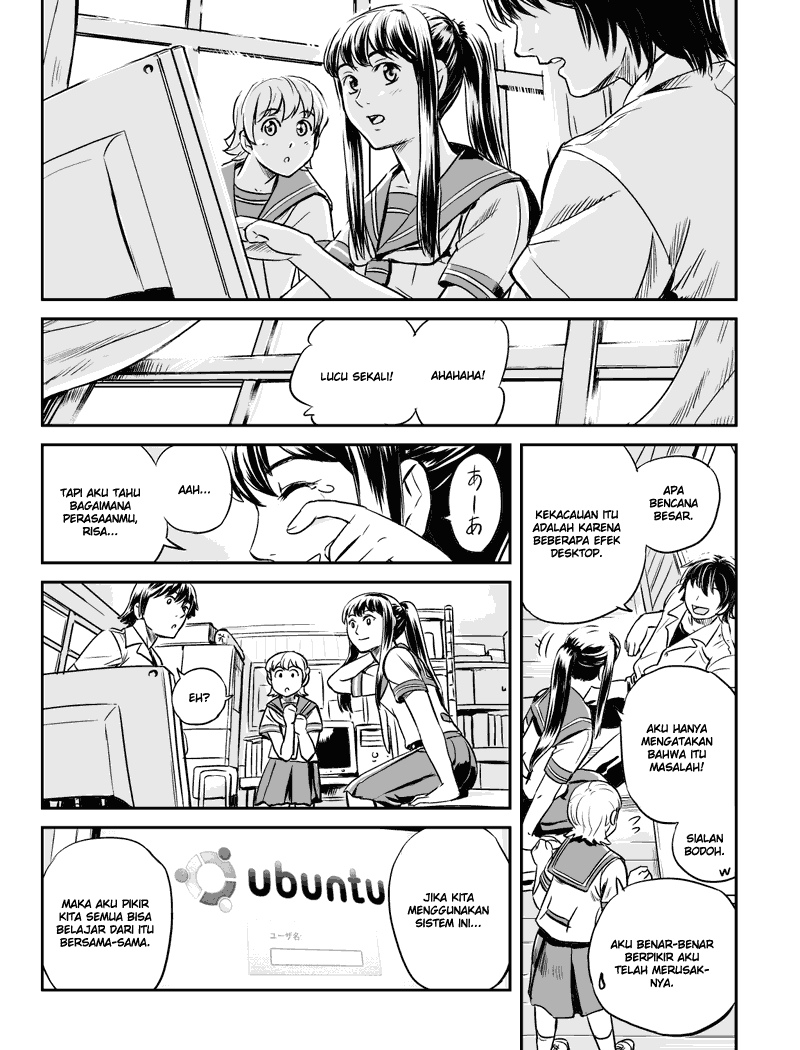 AHAHAHA!
LUCU SEKALI!
APA
BENCANA
BESAR.
KEKACAUAN ITU
ADALAH KARENA
BEBERAPA EFEK
DESKTOP.
AKU HANYA
MENGATAKAN
BAHWA ITU
MASALAH!
SIALAN
BODOH.
W
AKU BENAR-BENAR
BERPIKIR AKU
TELAH MERUSAK-
NYA.
あーあ
AAH...
TAPI AKU TAHU
BAGAIMANA
PERASAANMU,
RISA...
EH?
JIKA KITA
MENGGUNAKAN
SISTEM INI...
ubuntu
ユーザ名:
MAKA AKU PIKIR
KITA SEMUA BISA
BELAJAR DARI ITU
BERSAMA-SAMA.